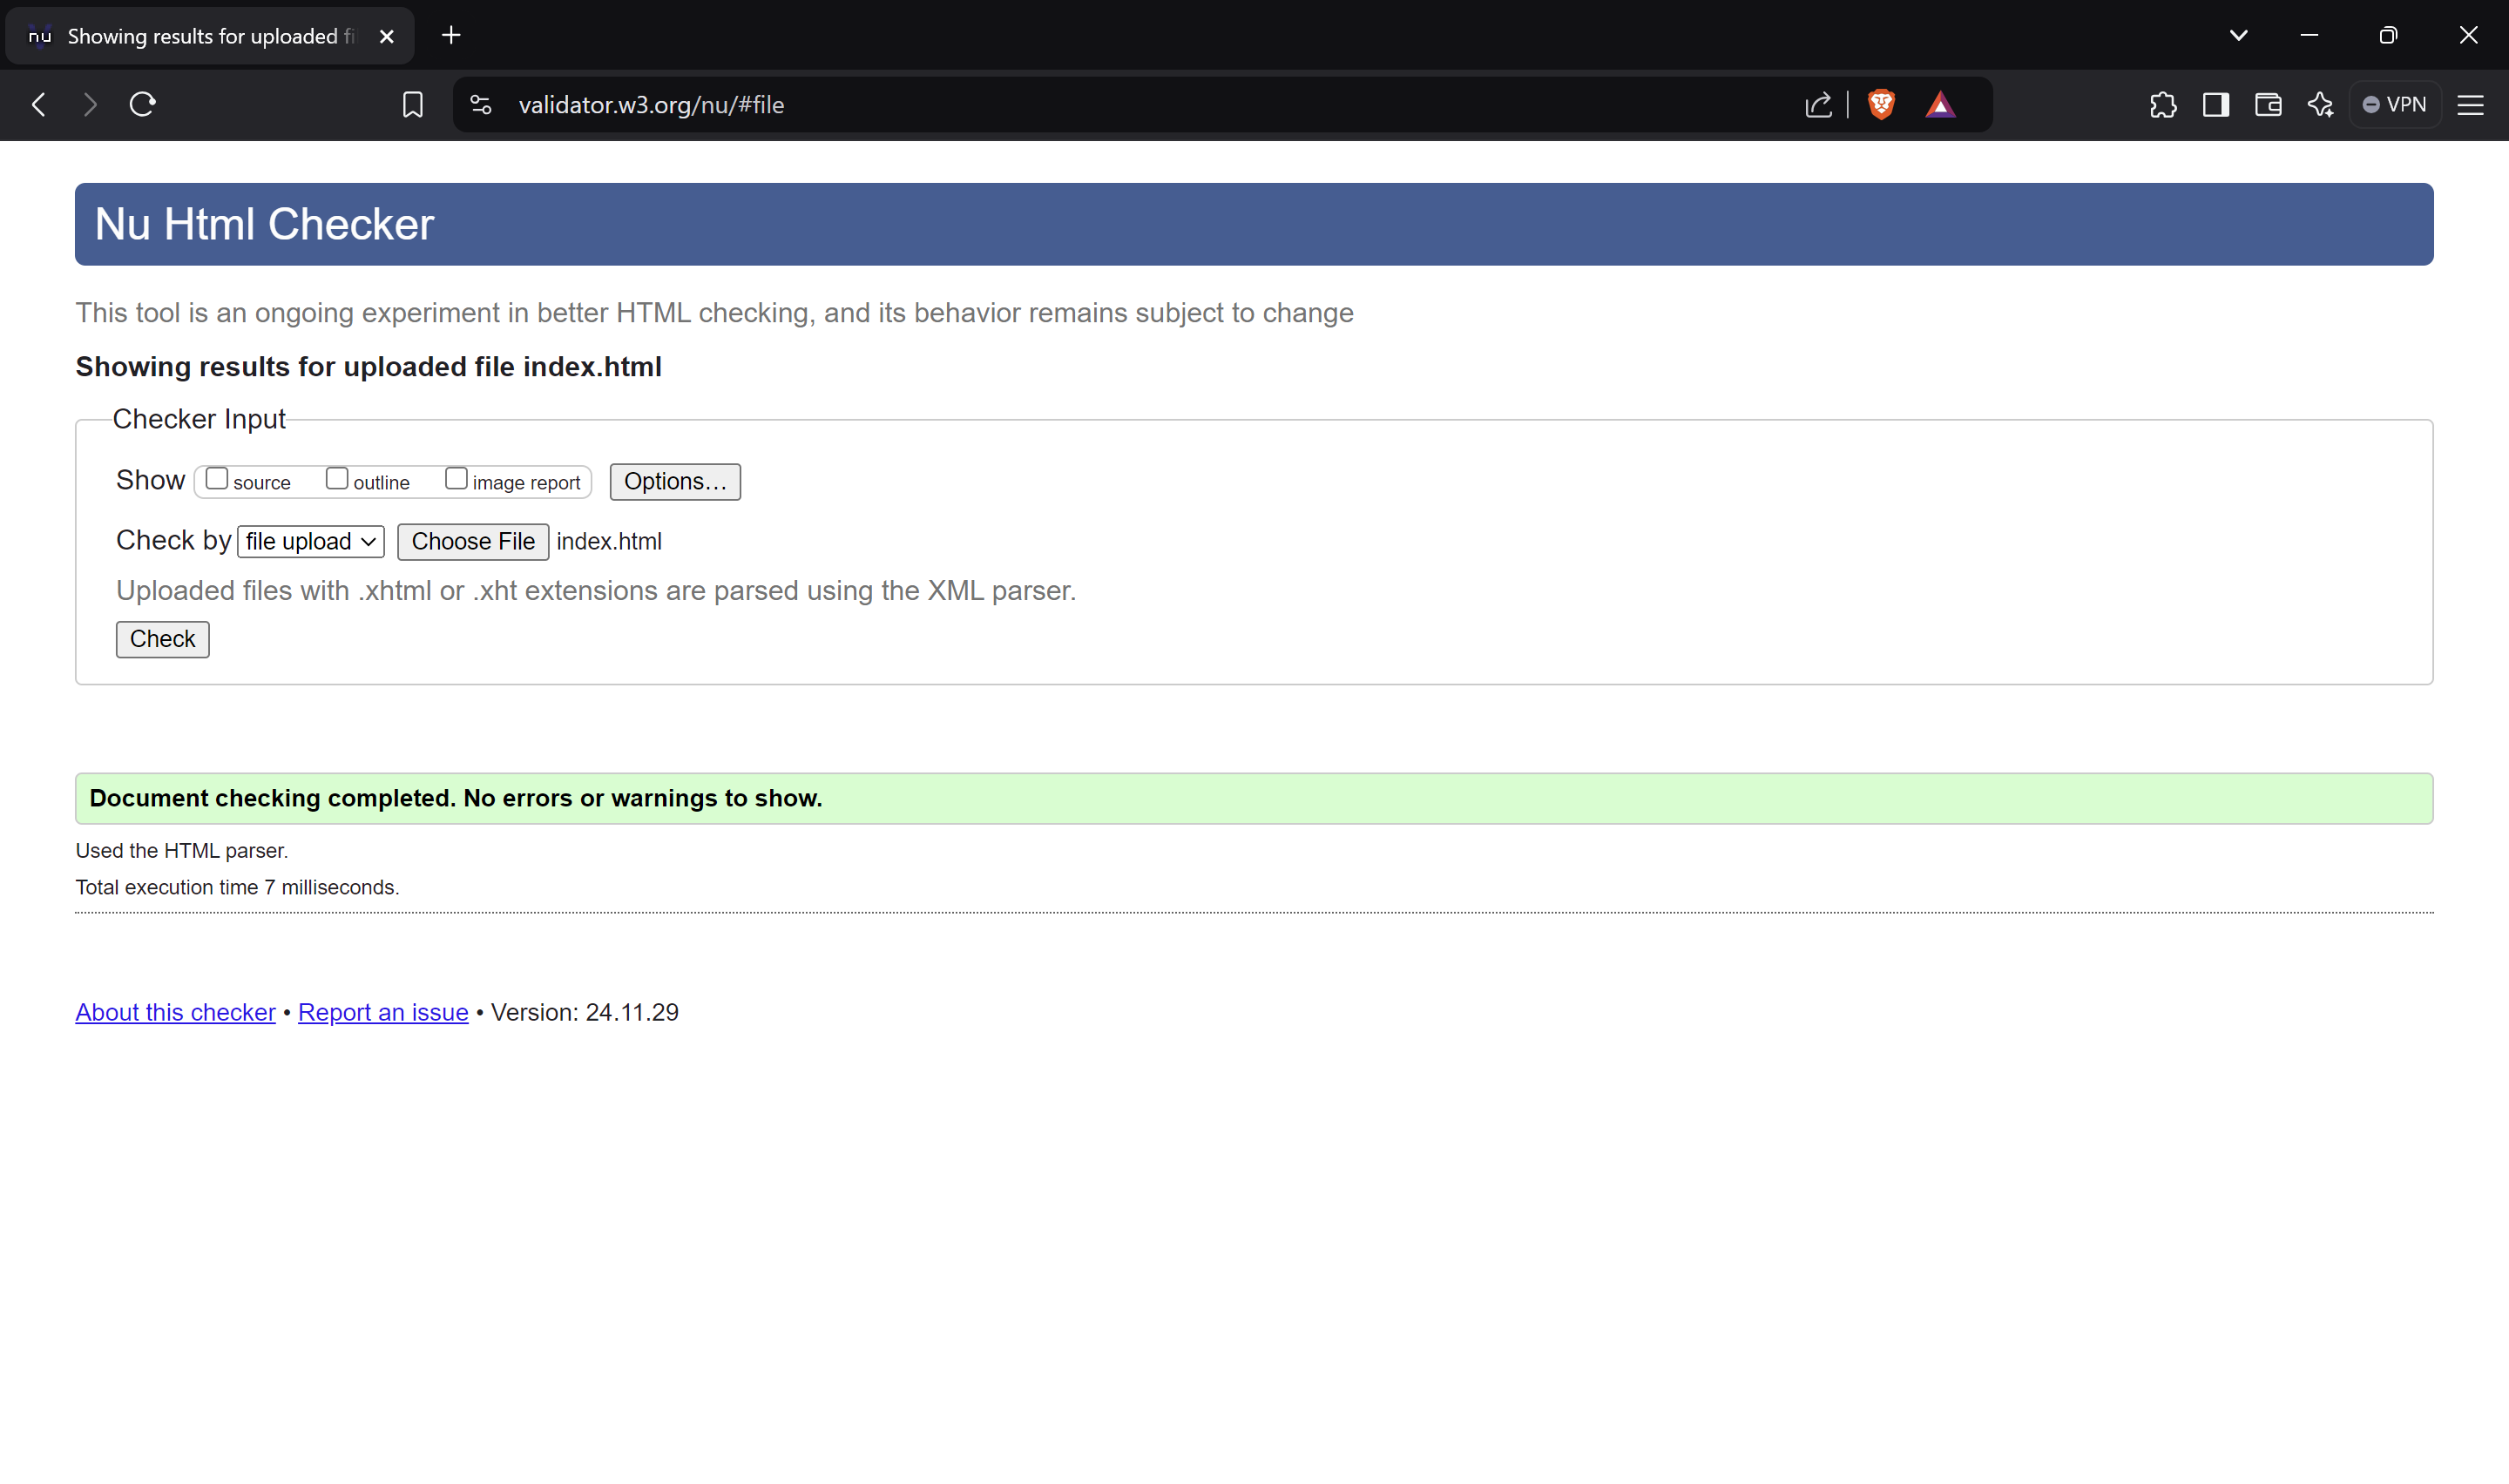 nu Showing results for uploaded fi
validator.w3.org/nu/#file
VPN
Nu Html Checker
This tool is an ongoing experiment in better HTML checking, and its behavior remains subject to change
Showing results for uploaded file index.html
Checker Input
Show source outline image report Options...
Check by file upload Choose File index.html
Uploaded files with .xhtml or .xht extensions are parsed using the XML parser.
Check
Document checking completed. No errors or warnings to show.
Used the HTML parser.
Total execution time 7 milliseconds.
About this checker • Report an issue • Version: 24.11.29